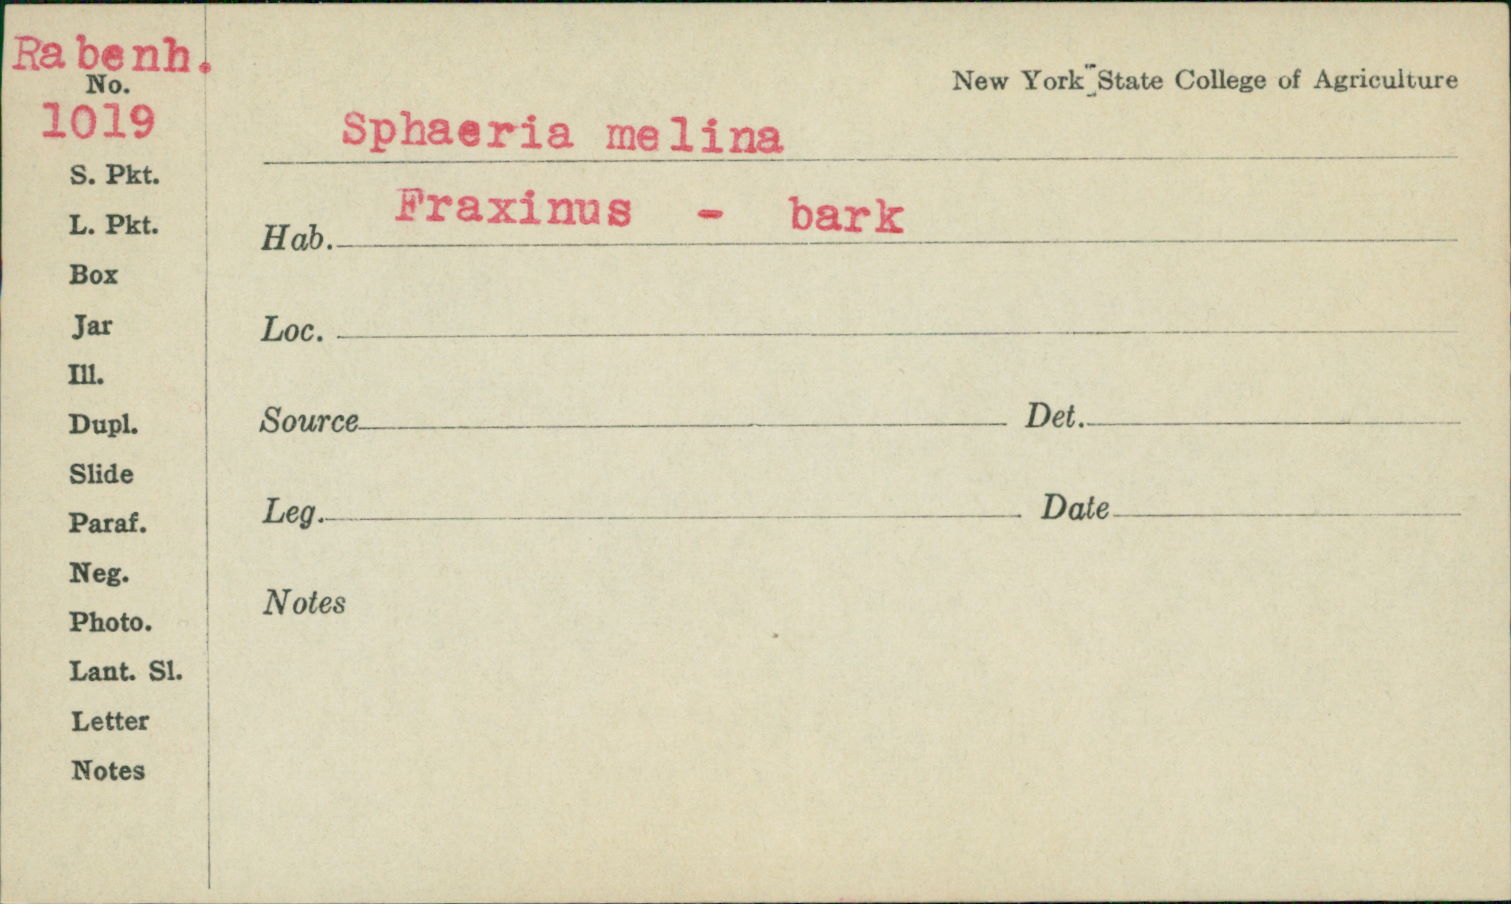 Rabenh.
No.
1019
S. Pkt.
L. Pkt.
Box
Jar
Ill.
Dupl.
Slide
Paraf.
Neg.
Photo.
Lant. Sl.
Letter
Notes
New York State College of Agriculture
Sphaeria melina
Hab. Fraxinus - bark
Loc.
Source Det.
Leg. Date
Notes